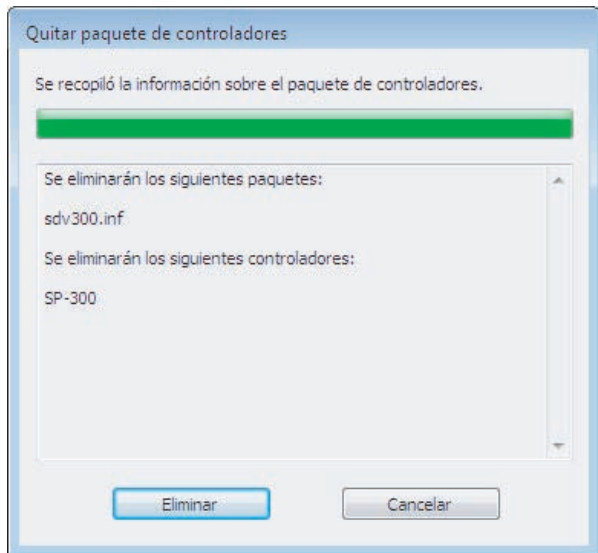 Quitar paquete de controladores
Se recopiló la información sobre el paquete de controladores.
Se eliminarán los siguientes paquetes:
sdv300.inf
Se eliminarán los siguientes controladores:
SP-300
Eliminar
Cancelar